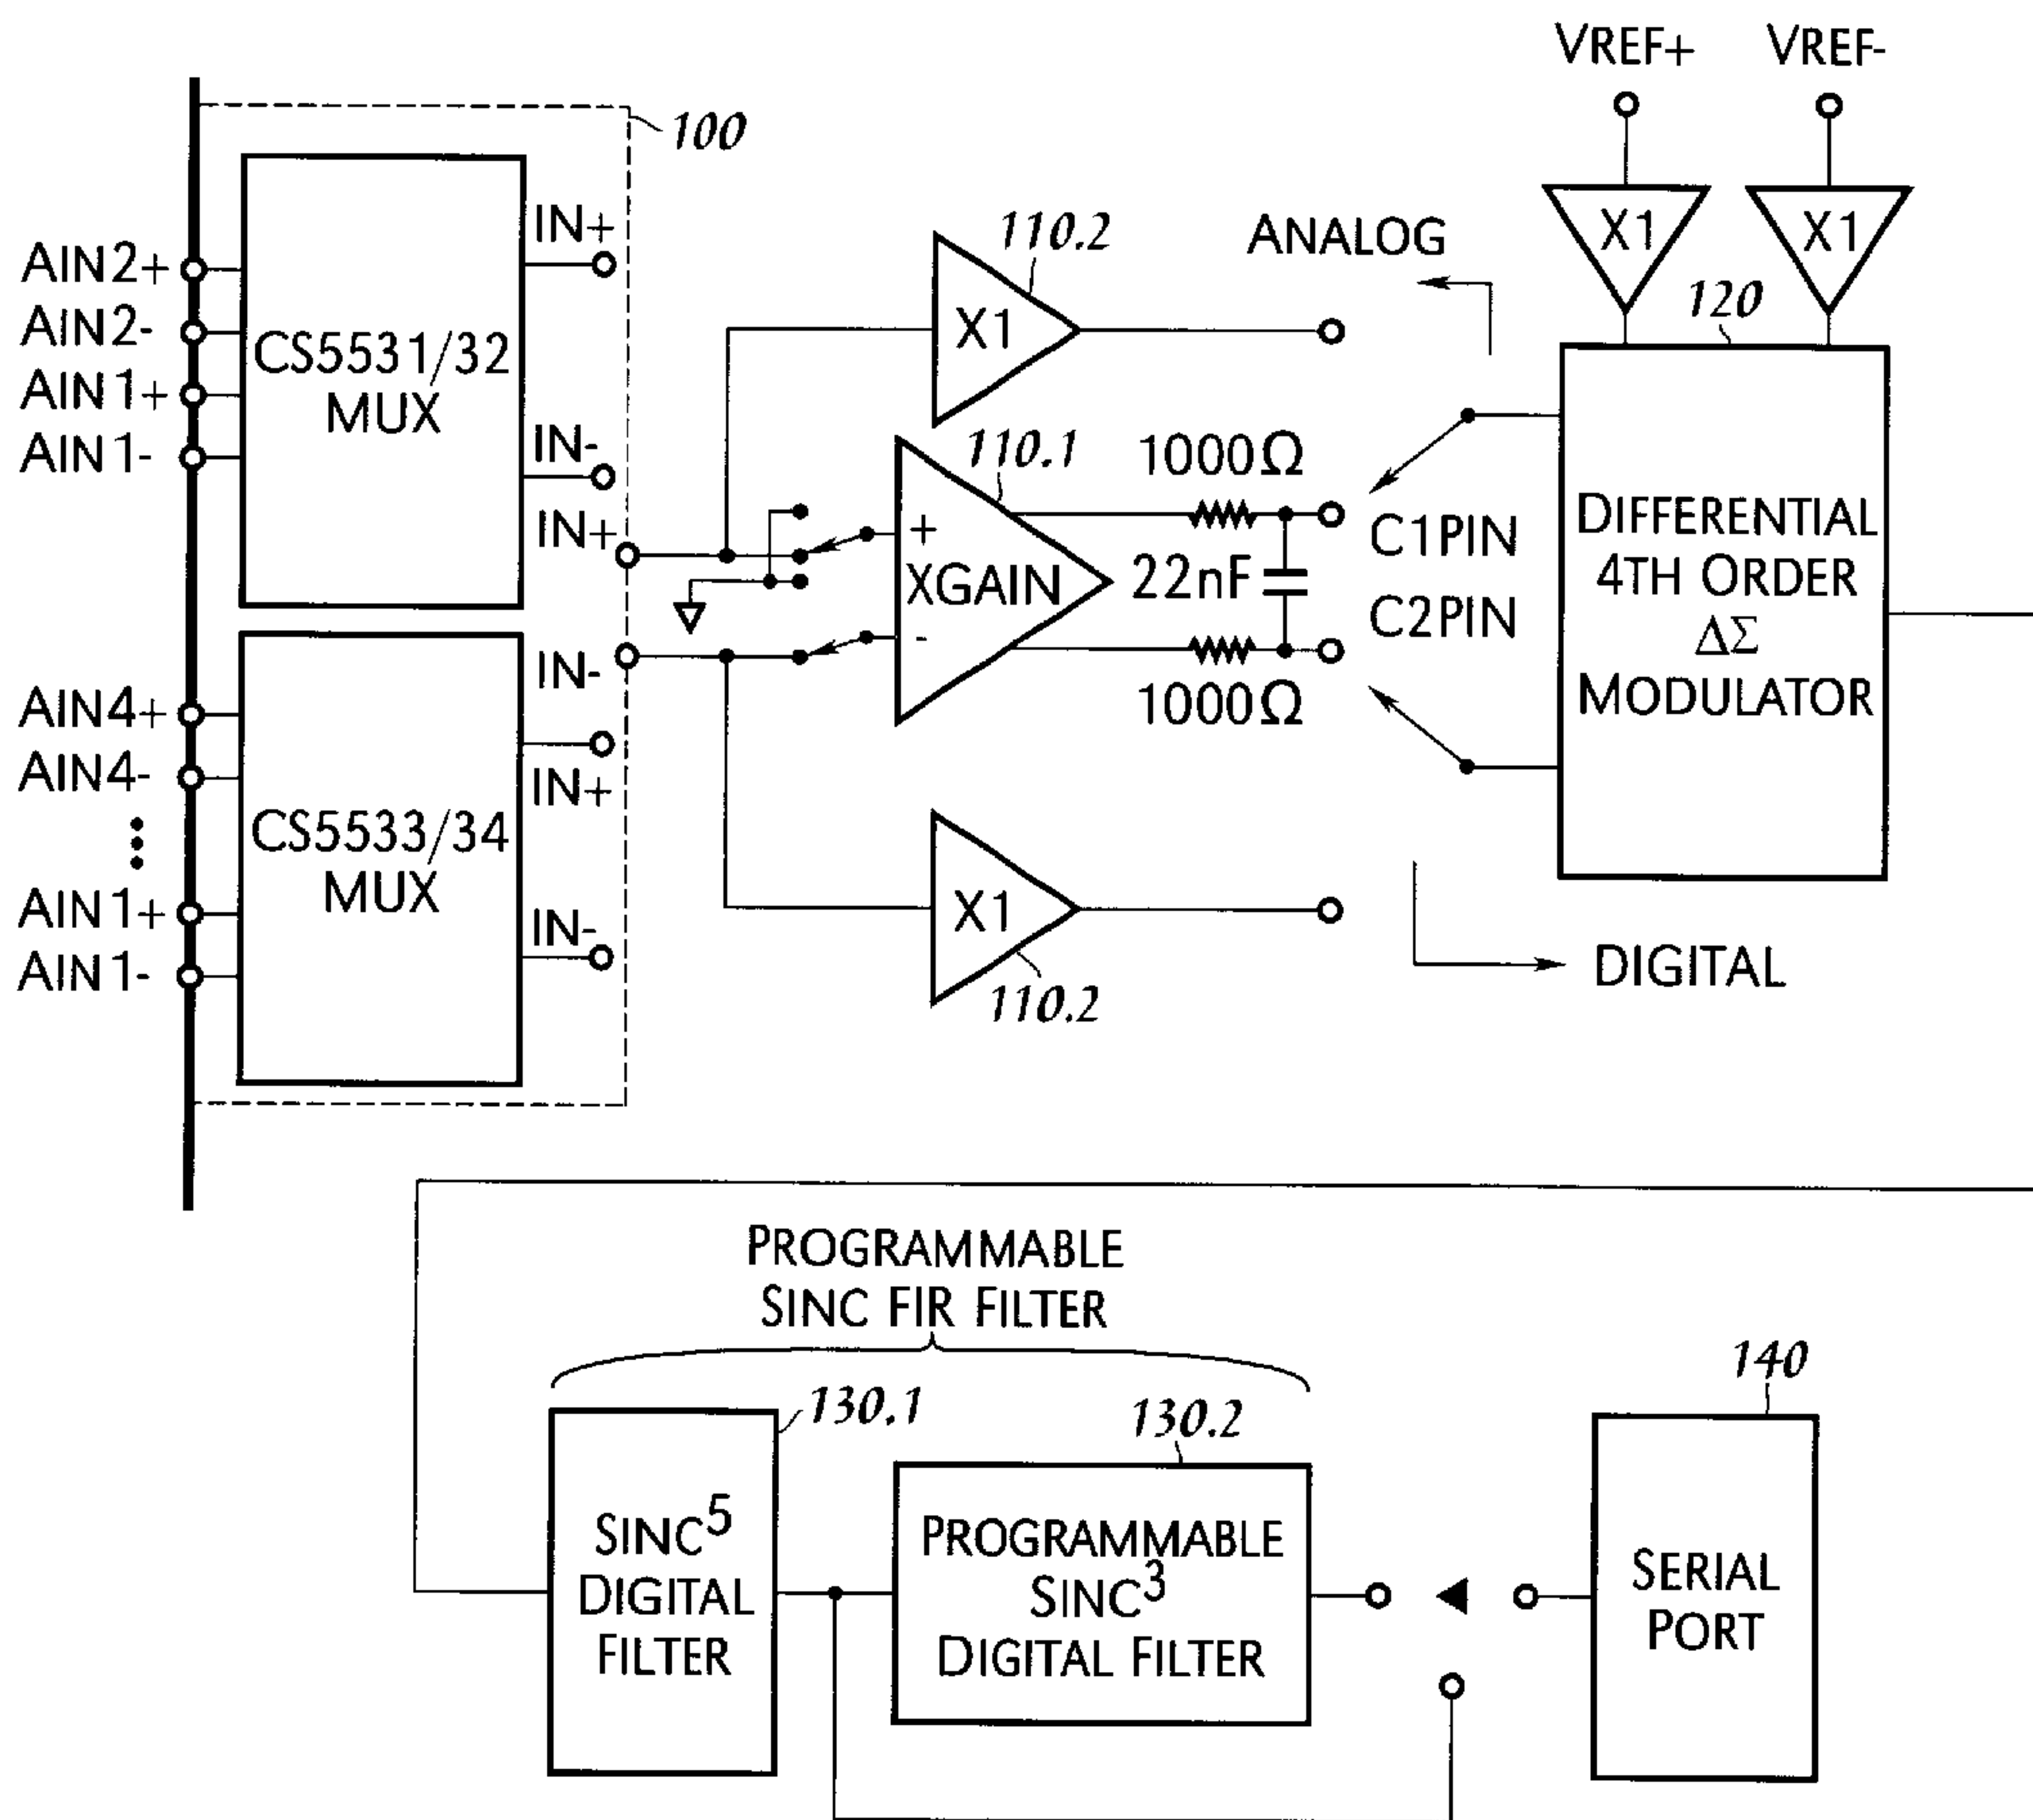 VREF+ VREF-
100
X1 X1
AIN2+
AIN2-
AIN1+
AIN1-
CS5531/32
MUX
IN+
IN-
IN+
IN-
110.2
X1
ANALOG
120
110.1
+
XGAIN
-
1000Ω
22nF
1000Ω
C1PIN
C2PIN
DIFFERENTIAL
4TH ORDER
ΔΣ
MODULATOR
AIN4+
AIN4-
AIN1+
AIN1-
CS5533/34
MUX
IN+
IN-
X1
110.2
DIGITAL
PROGRAMMABLE
SINC FIR FILTER
130.1
SINC⁵
DIGITAL
FILTER
130.2
PROGRAMMABLE
SINC³
DIGITAL FILTER
140
SERIAL
PORT